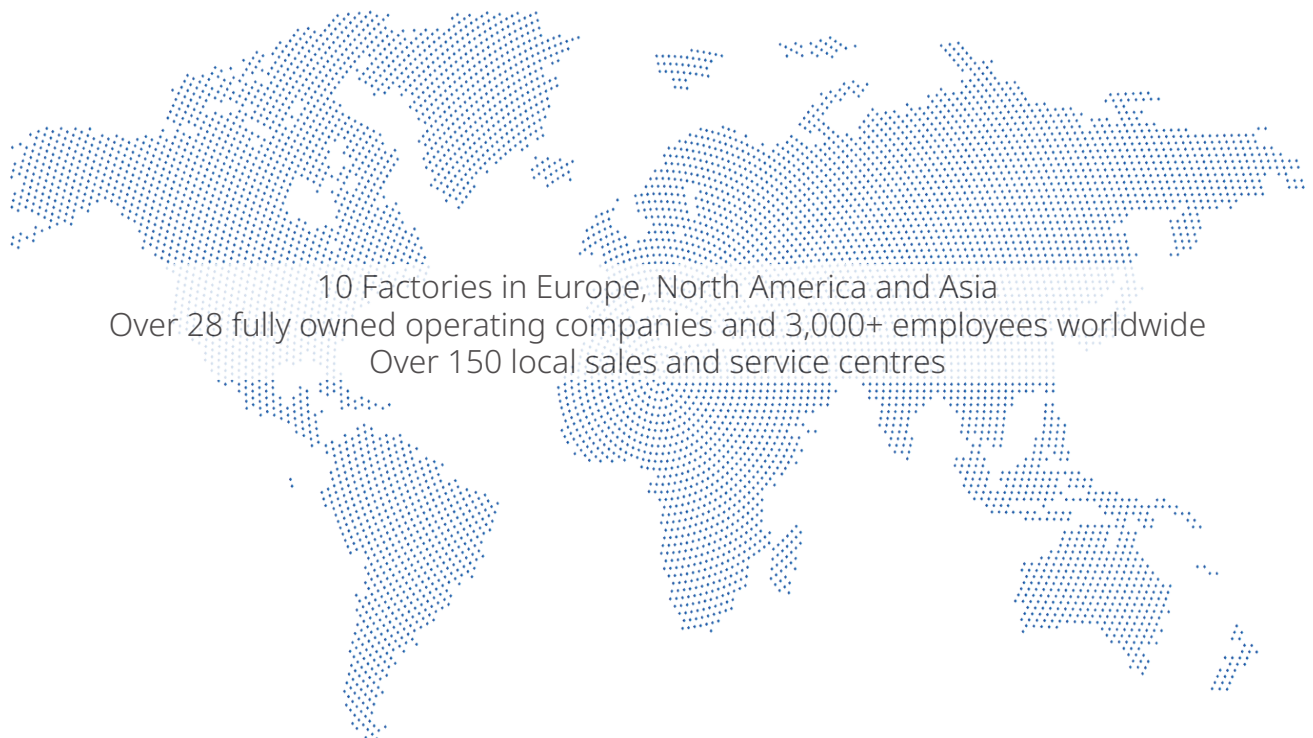 10 Factories in Europe, North America and Asia
Over 28 fully owned operating companies and 3,000+ employees worldwide
Over 150 local sales and service centres